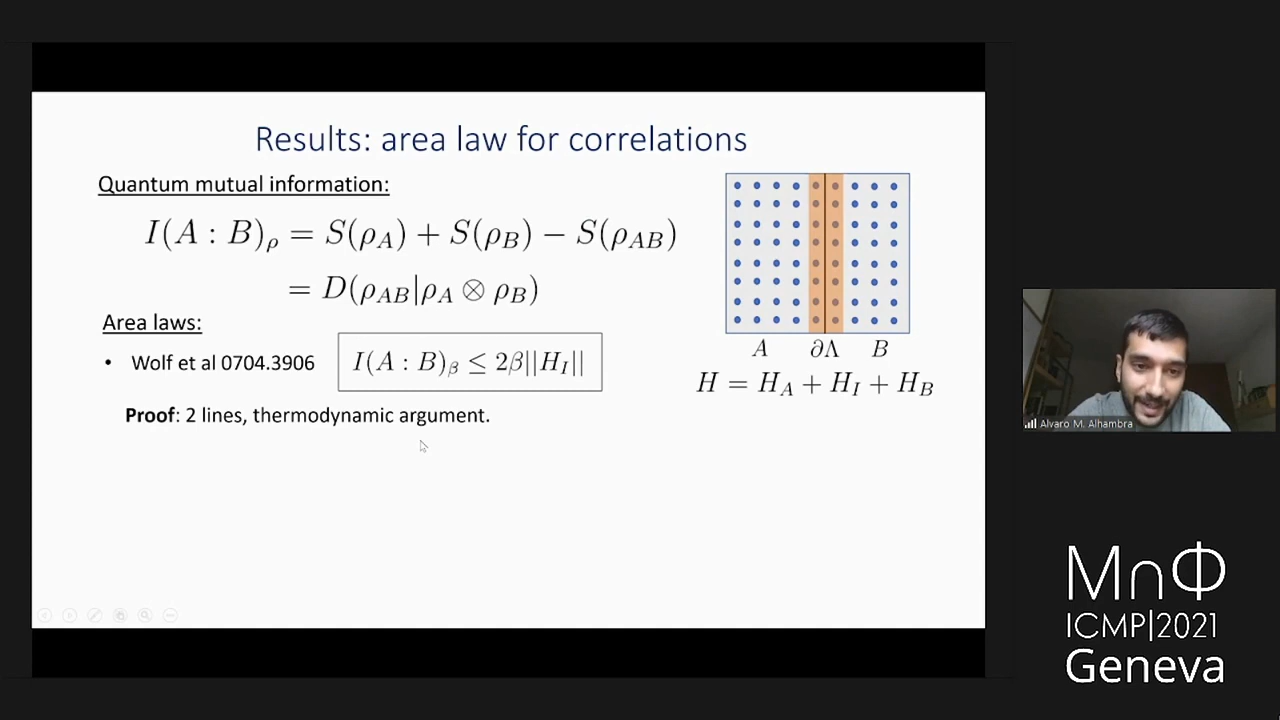 Results: area law for correlations
Quantum mutual information:
I(A : B)_ρ = S(ρ_A) + S(ρ_B) − S(ρ_AB)
= D(ρ_AB|ρ_A ⊗ ρ_B)
Area laws:
• Wolf et al 0704.3906
I(A : B)_β ≤ 2β||H_I||
Proof: 2 lines, thermodynamic argument.
A ∂Λ B
H = H_A + H_I + H_B
Alvaro M. Alhambra
M∩Φ
ICMP|2021
Geneva